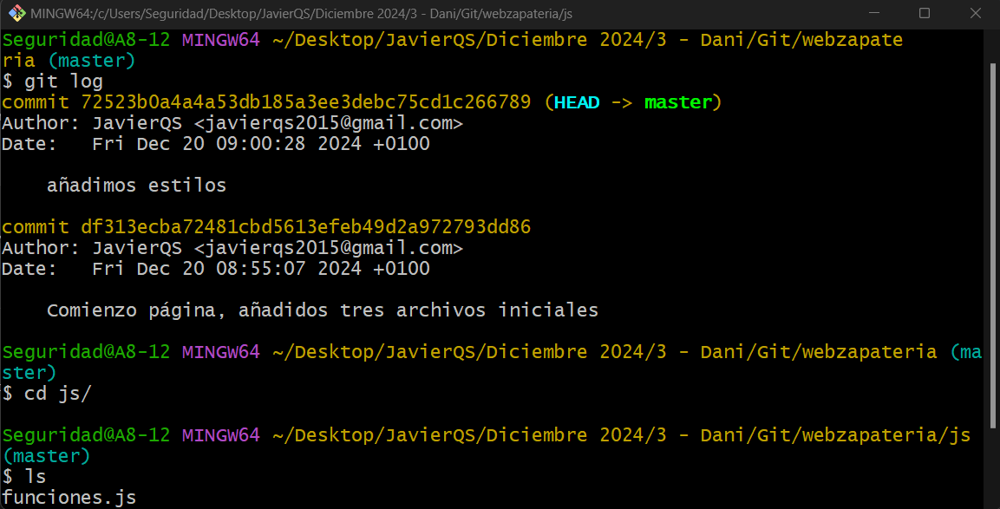 MINGW64:/c/Users/Seguridad/Desktop/JavierQS/Diciembre 2024/3 - Dani/Git/webzapateria/js
Seguridad@A8-12 MINGW64 ~/Desktop/JavierQS/Diciembre 2024/3 - Dani/Git/webzapate
ria (master)
$ git log
commit 72523b0a4a4a53db185a3ee3debc75cd1c266789 (HEAD -> master)
Author: JavierQS <javierqs2015@gmail.com>
Date:   Fri Dec 20 09:00:28 2024 +0100
    añadimos estilos
commit df313ecba72481cbd5613efeb49d2a972793dd86
Author: JavierQS <javierqs2015@gmail.com>
Date:   Fri Dec 20 08:55:07 2024 +0100
    Comienzo página, añadidos tres archivos iniciales
Seguridad@A8-12 MINGW64 ~/Desktop/JavierQS/Diciembre 2024/3 - Dani/Git/webzapateria (ma
ster)
$ cd js/
Seguridad@A8-12 MINGW64 ~/Desktop/JavierQS/Diciembre 2024/3 - Dani/Git/webzapateria/js
(master)
$ ls
funciones.js